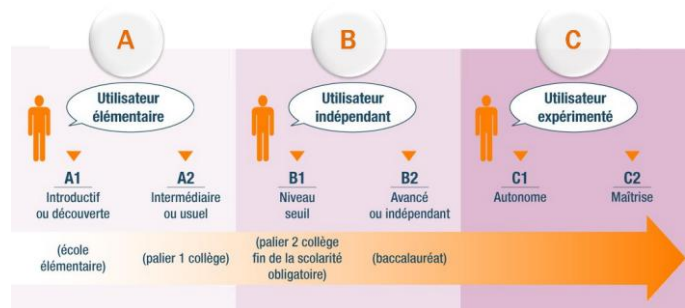 A
B
C
Utilisateur
élémentaire
Utilisateur
indépendant
Utilisateur
expérimenté
A1
Introductif
ou découverte
A2
Intermédiaire
ou usuel
B1
Niveau
seuil
B2
Avancé
ou indépendant
C1
Autonome
C2
Maîtrise
(école
élémentaire)
(palier 1 collège)
(palier 2 collège
fin de la scolarité
obligatoire)
(baccalauréat)